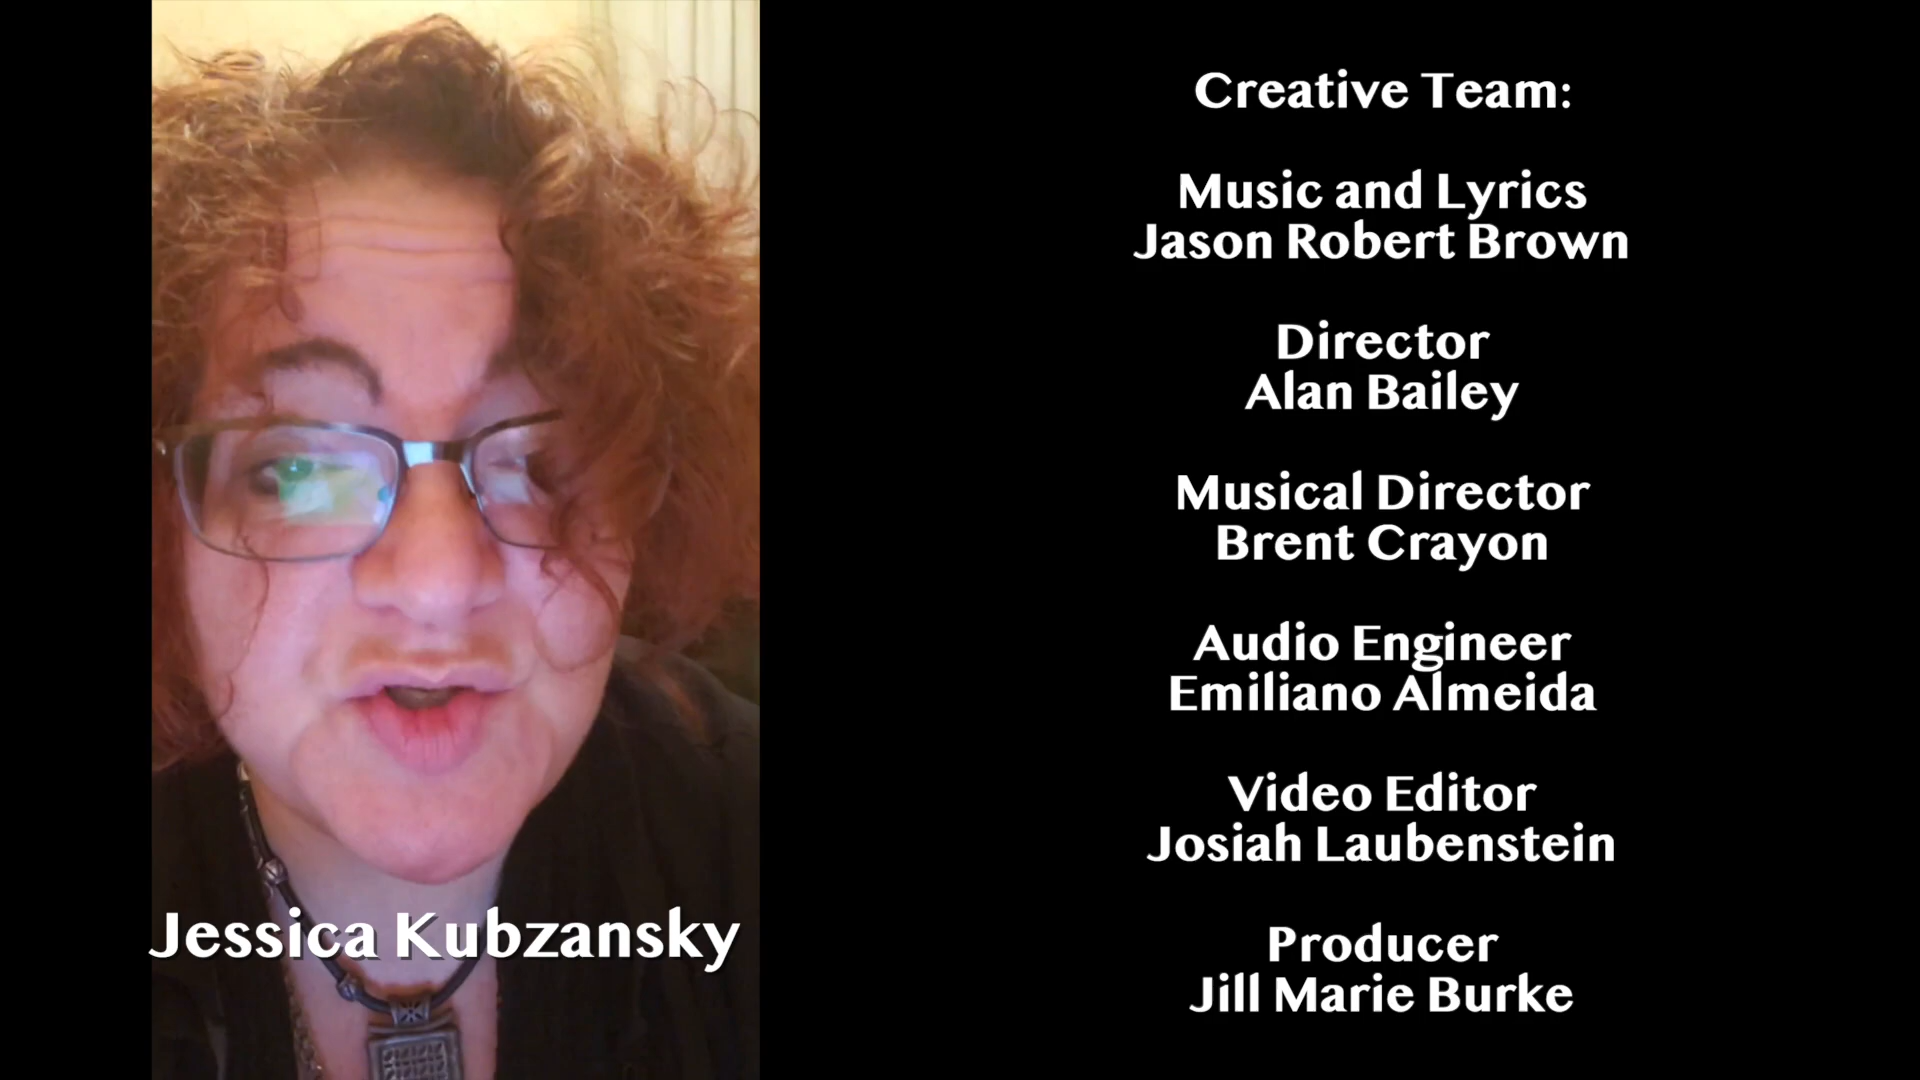 Jessica Kubzansky
Creative Team:
Music and Lyrics
Jason Robert Brown
Director
Alan Bailey
Musical Director
Brent Crayon
Audio Engineer
Emiliano Almeida
Video Editor
Josiah Laubenstein
Producer
Jill Marie Burke